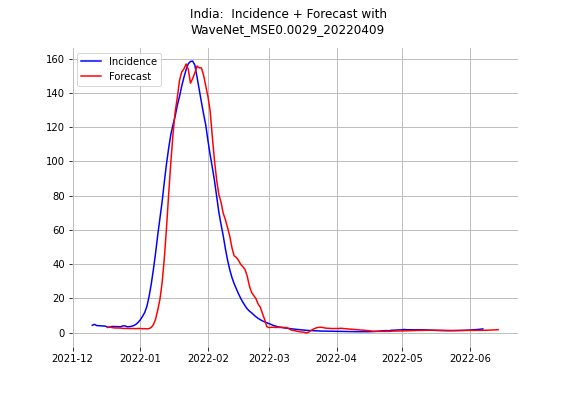 India:  Incidence + Forecast with
WaveNet_MSE0.0029_20220409
Incidence
Forecast
160
140
120
100
80
60
40
20
0
2021-12 2022-01 2022-02 2022-03 2022-04 2022-05 2022-06